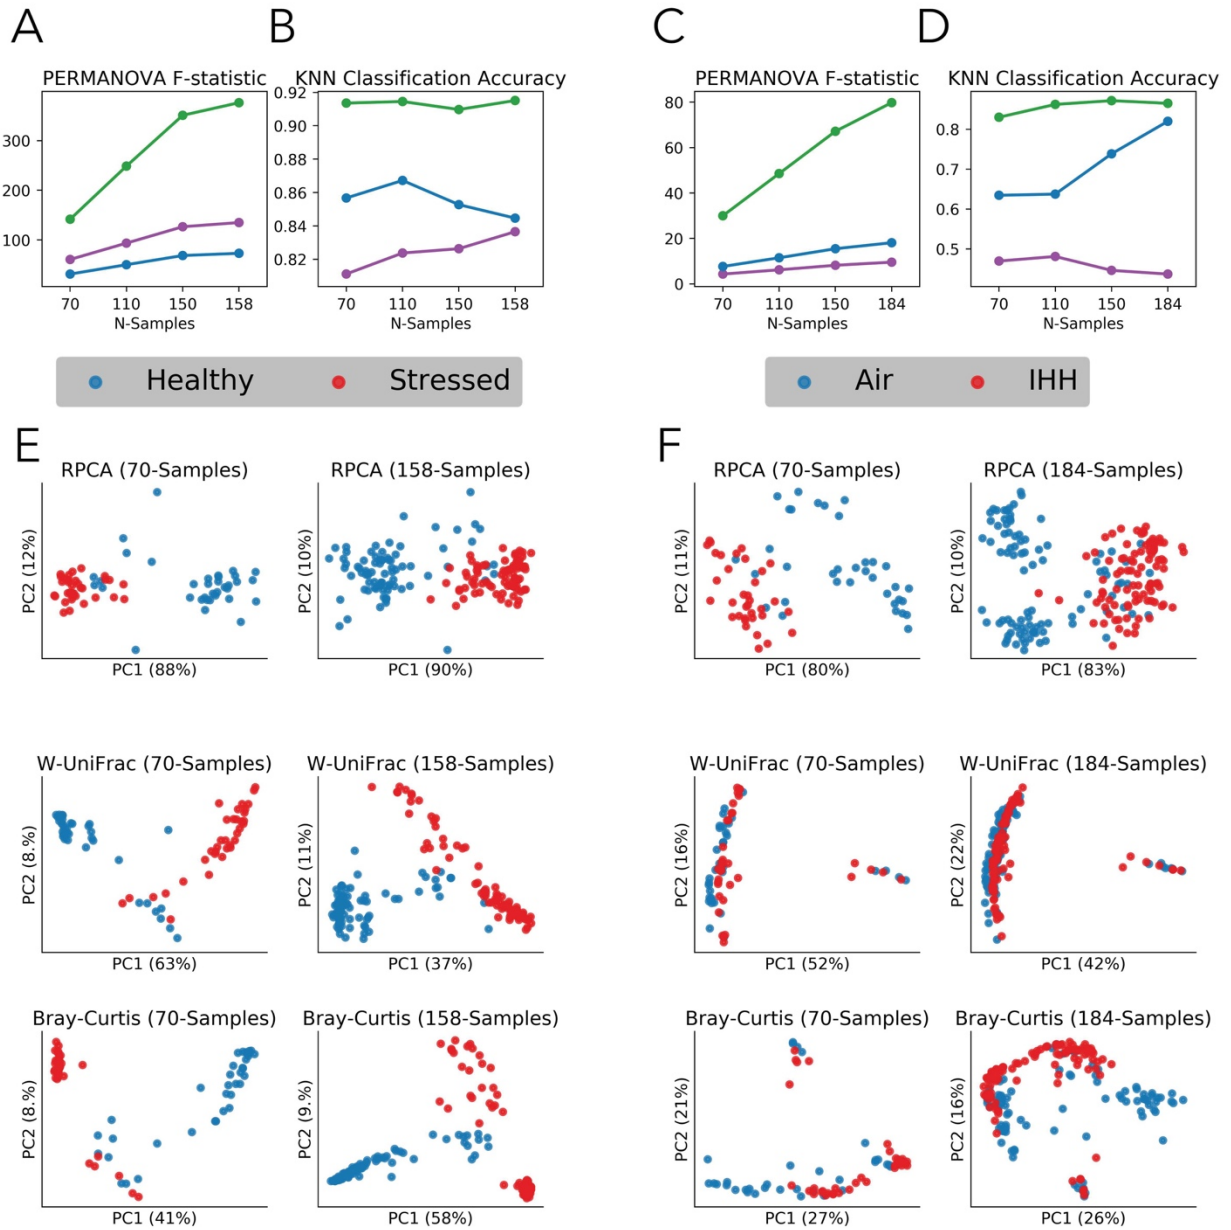 A
B
C
D
PERMANOVA F-statistic
KNN Classification Accuracy
PERMANOVA F-statistic
KNN Classification Accuracy
300
200
100
70
110
150
158
N-Samples
0.92
0.90
0.88
0.86
0.84
0.82
70
110
150
158
N-Samples
80
60
40
20
0
70
110
150
184
N-Samples
0.8
0.7
0.6
0.5
70
110
150
184
N-Samples
Healthy
Stressed
Air
IHH
E
F
RPCA (70-Samples)
PC2 (12%)
PC1 (88%)
RPCA (158-Samples)
PC2 (10%)
PC1 (90%)
RPCA (70-Samples)
PC2 (11%)
PC1 (80%)
RPCA (184-Samples)
PC2 (10%)
PC1 (83%)
W-UniFrac (70-Samples)
PC2 (8.%)
PC1 (63%)
W-UniFrac (158-Samples)
PC2 (11%)
PC1 (37%)
W-UniFrac (70-Samples)
PC2 (16%)
PC1 (52%)
W-UniFrac (184-Samples)
PC2 (22%)
PC1 (42%)
Bray-Curtis (70-Samples)
PC2 (8.%)
PC1 (41%)
Bray-Curtis (158-Samples)
PC2 (9.%)
PC1 (58%)
Bray-Curtis (70-Samples)
PC2 (21%)
PC1 (27%)
Bray-Curtis (184-Samples)
PC2 (16%)
PC1 (26%)